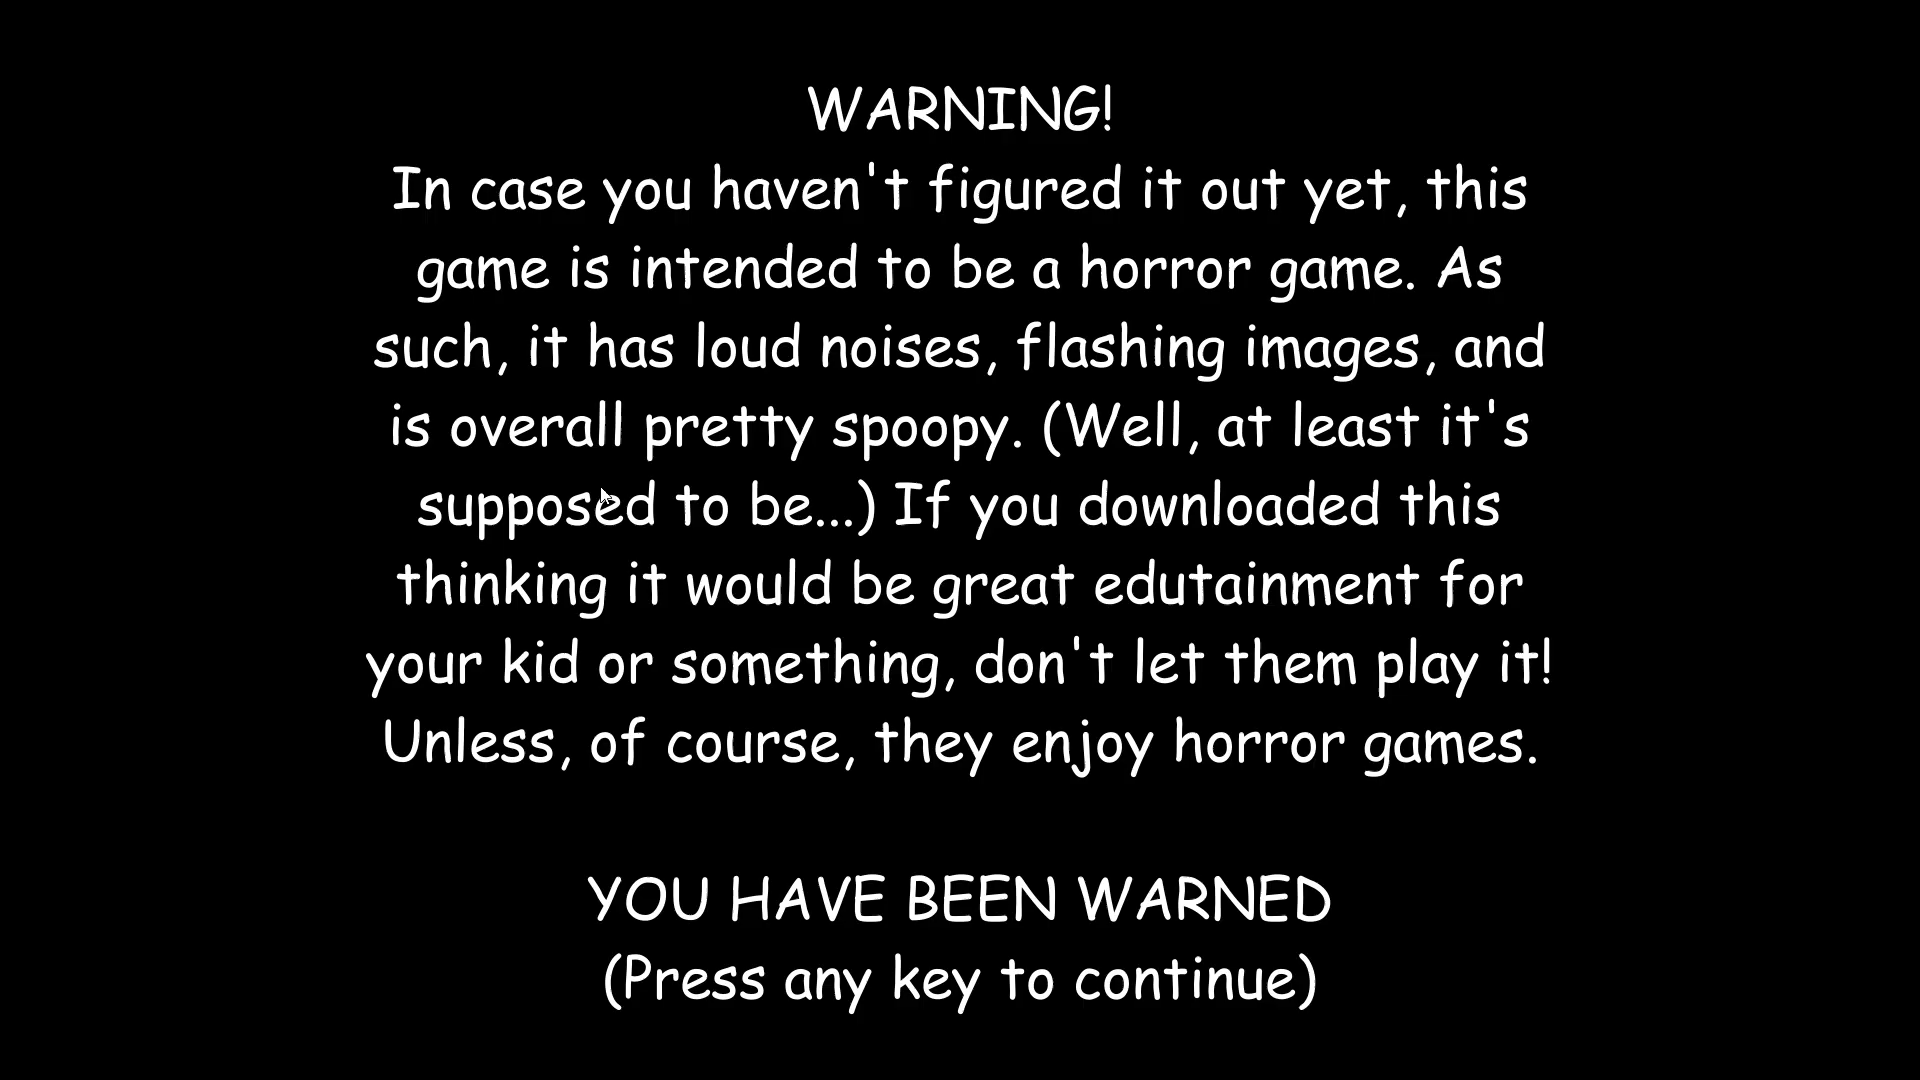 WARNING!
In case you haven't figured it out yet, this
game is intended to be a horror game. As
such, it has loud noises, flashing images, and
is overall pretty spoopy. (Well, at least it's
supposed to be...) If you downloaded this
thinking it would be great edutainment for
your kid or something, don't let them play it!
Unless, of course, they enjoy horror games.
YOU HAVE BEEN WARNED
(Press any key to continue)